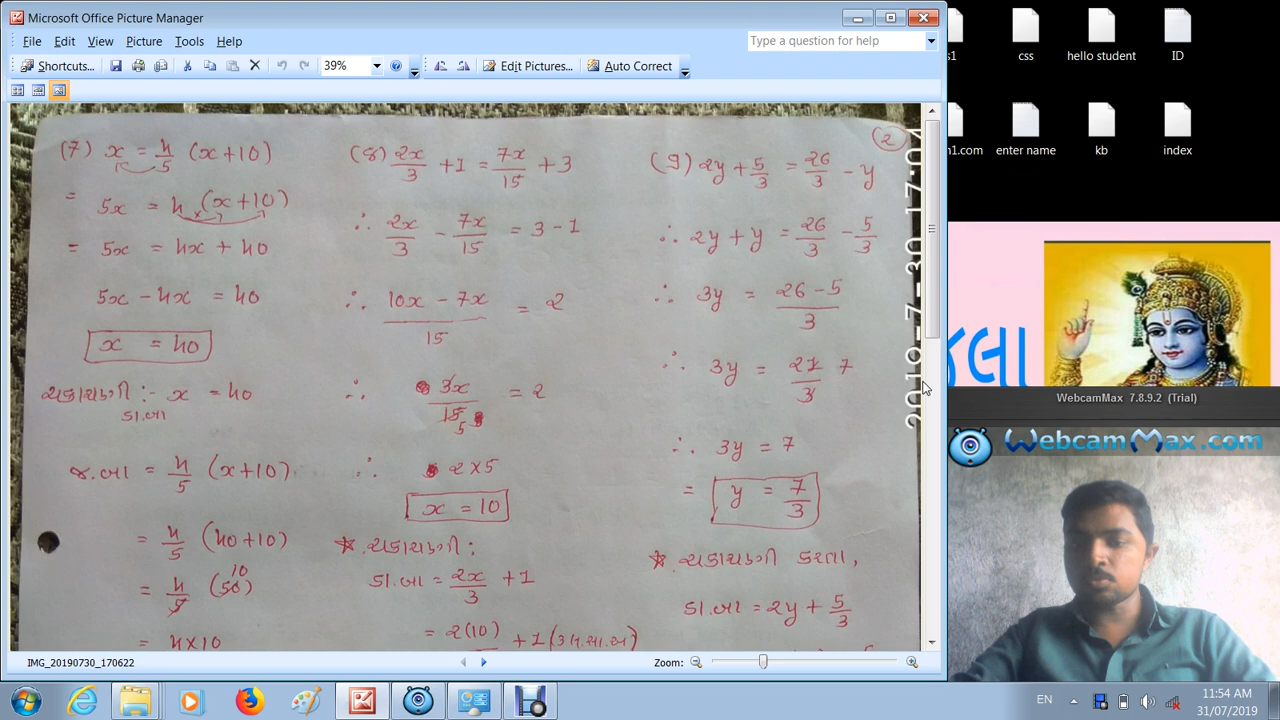 Microsoft Office Picture Manager
File Edit View Picture Tools Help
Type a question for help
Shortcuts... 39% Edit Pictures... Auto Correct
2
(7) x = 4/5 (x+10)
= 5x = 4(x+10)
= 5x = 4x + 40
5x - 4x = 40
x = 40
ચકાસણી :- x = 40
ડા.બા
જ.બા = 4/5 (x+10)
= 4/5 (40+10)
= 4/5 (50) 10
= 4×10
(8) 2x/3 + 1 = 7x/15 + 3
∴ 2x/3 - 7x/15 = 3 - 1
∴ 10x - 7x / 15 = 2
∴ 3x/15 5 = 2
∴ 2×5
x = 10
*. ચકાસણી :
ડા.બા = 2x/3 + 1
= 2(10) + 1
(9) 2y + 5/3 = 26/3 - y
∴ 2y + y = 26/3 - 5/3
∴ 3y = 26-5 / 3
∴ 3y = 21/3 7
∴ 3y = 7
= y = 7/3
*. ચકાસણી કરતા,
ડા.બા = 2y + 5/3
2019-7-30 17:04
IMG_20190730_170622
Zoom:
s1
css
hello student
ID
m1.com
enter name
kb
index
કલા
WebcamMax 7.8.9.2 (Trial)
WebcamMax.com
EN
11:54 AM
31/07/2019